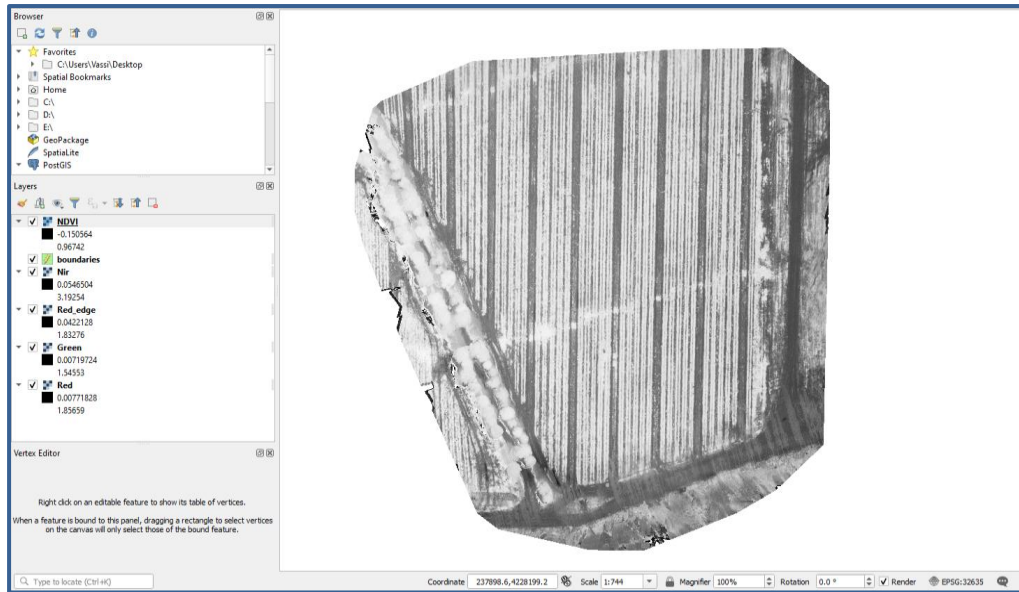 Browser
Favorites
C:\Users\Vassi\Desktop
Spatial Bookmarks
Home
C:\
D:\
E:\
GeoPackage
SpatiaLite
PostGIS
Layers
NDVI
-0.150564
0.96742
boundaries
Nir
0.0546504
3.19254
Red_edge
0.0422128
1.83276
Green
0.00719724
1.54553
Red
0.00771828
1.85659
Vertex Editor
Right click on an editable feature to show its table of vertices.
When a feature is bound to this panel, dragging a rectangle to select vertices
on the canvas will only select those of the bound feature.
Type to locate (Ctrl+K)
Coordinate 237898.6,4228199.2 Scale 1:744 Magnifier 100% Rotation 0.0 ° Render EPSG:32635